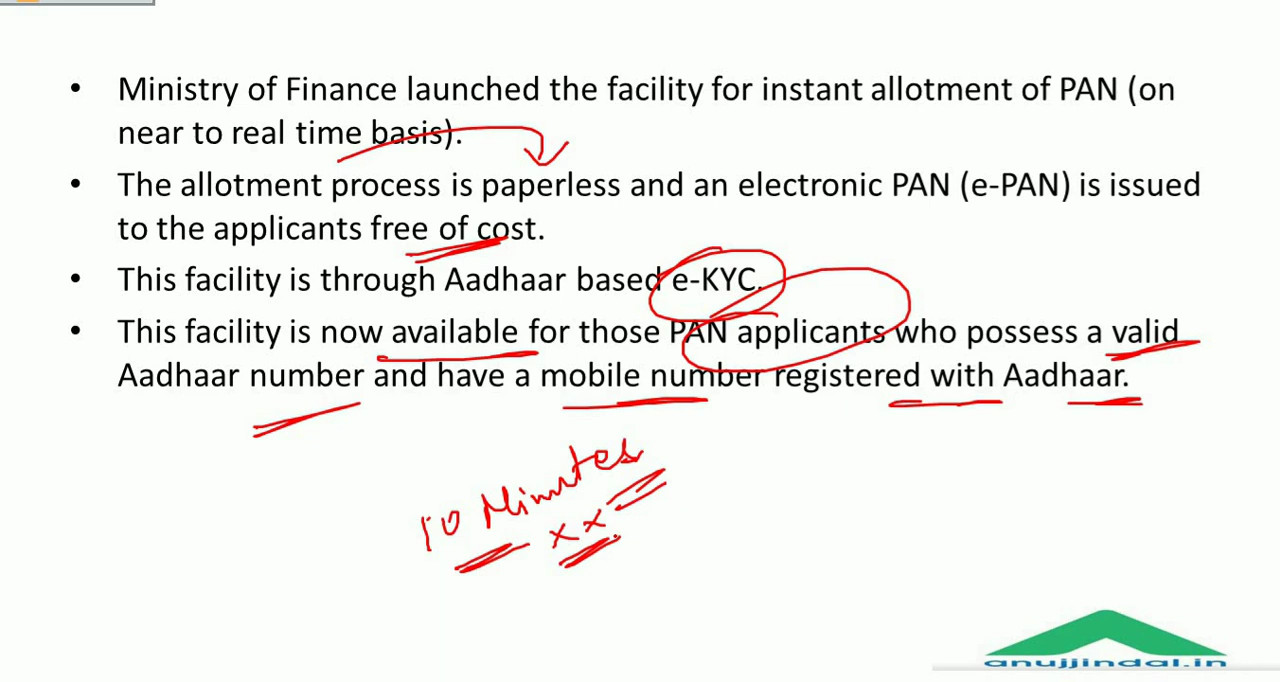 • Ministry of Finance launched the facility for instant allotment of PAN (on
near to real time basis).
• The allotment process is paperless and an electronic PAN (e-PAN) is issued
to the applicants free of cost.
• This facility is through Aadhaar based e-KYC.
• This facility is now available for those PAN applicants who possess a valid
Aadhaar number and have a mobile number registered with Aadhaar.
10 Minutes
xx
anujjindal.in